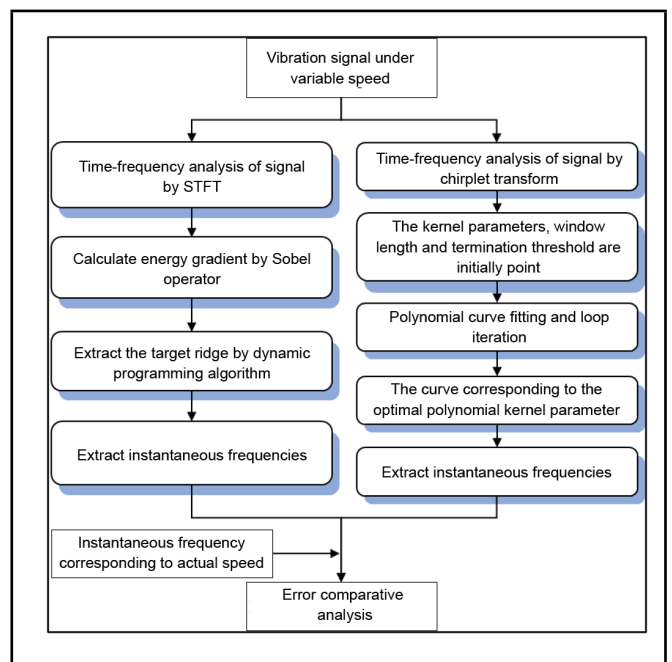 Vibration signal under
variable speed
Time-frequency analysis of signal
by STFT
Calculate energy gradient by Sobel
operator
Extract the target ridge by dynamic
programming algorithm
Extract instantaneous frequencies
Time-frequency analysis of signal by
chirplet transform
The kernel parameters, window
length and termination threshold are
initially point
Polynomial curve fitting and loop
iteration
The curve corresponding to the
optimal polynomial kernel parameter
Extract instantaneous frequencies
Instantaneous frequency
corresponding to actual speed
Error comparative
analysis